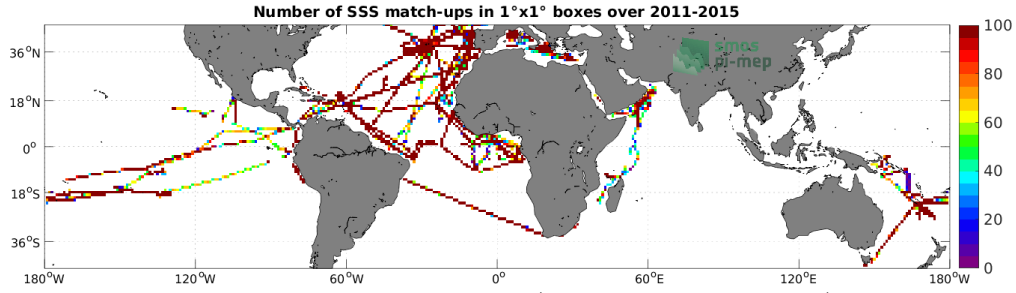 Number of SSS match-ups in 1°x1° boxes over 2011-2015
100
36°N
smos
pi-mep
80
18°N
60
0°
40
18°S
20
36°S
0
180°W 120°W 60°W 0° 60°E 120°E 180°W